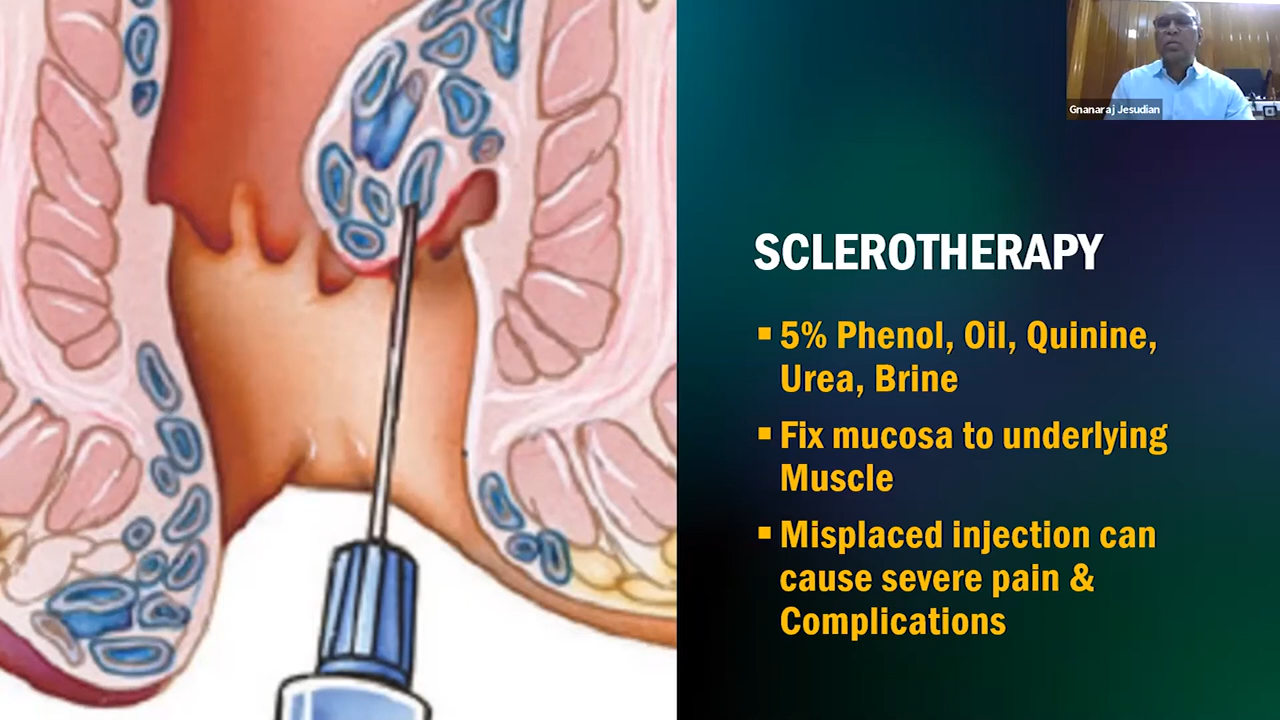 Gnanaraj Jesudian
SCLEROTHERAPY
▪ 5% Phenol, Oil, Quinine,
Urea, Brine
▪ Fix mucosa to underlying
Muscle
▪ Misplaced injection can
cause severe pain &
Complications